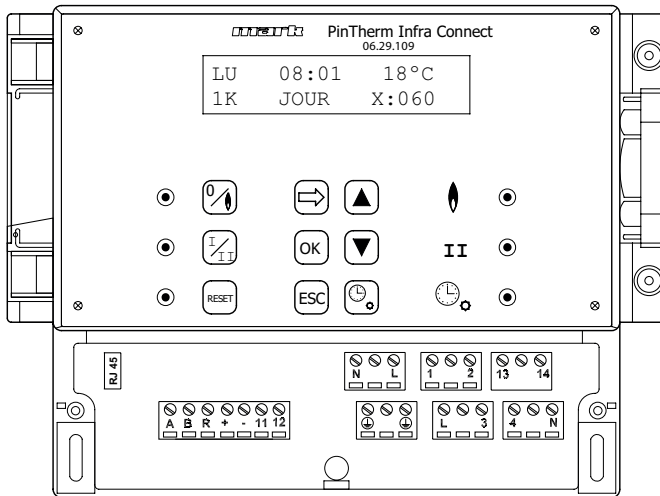 mark PinTherm Infra Connect
06.29.109
LU 08:01 18°C
1K JOUR X:060
0/
I/II OK II
RESET ESC
RJ 45
N L 1 2 13 14
A B R + - 11 12 L 3 4 N